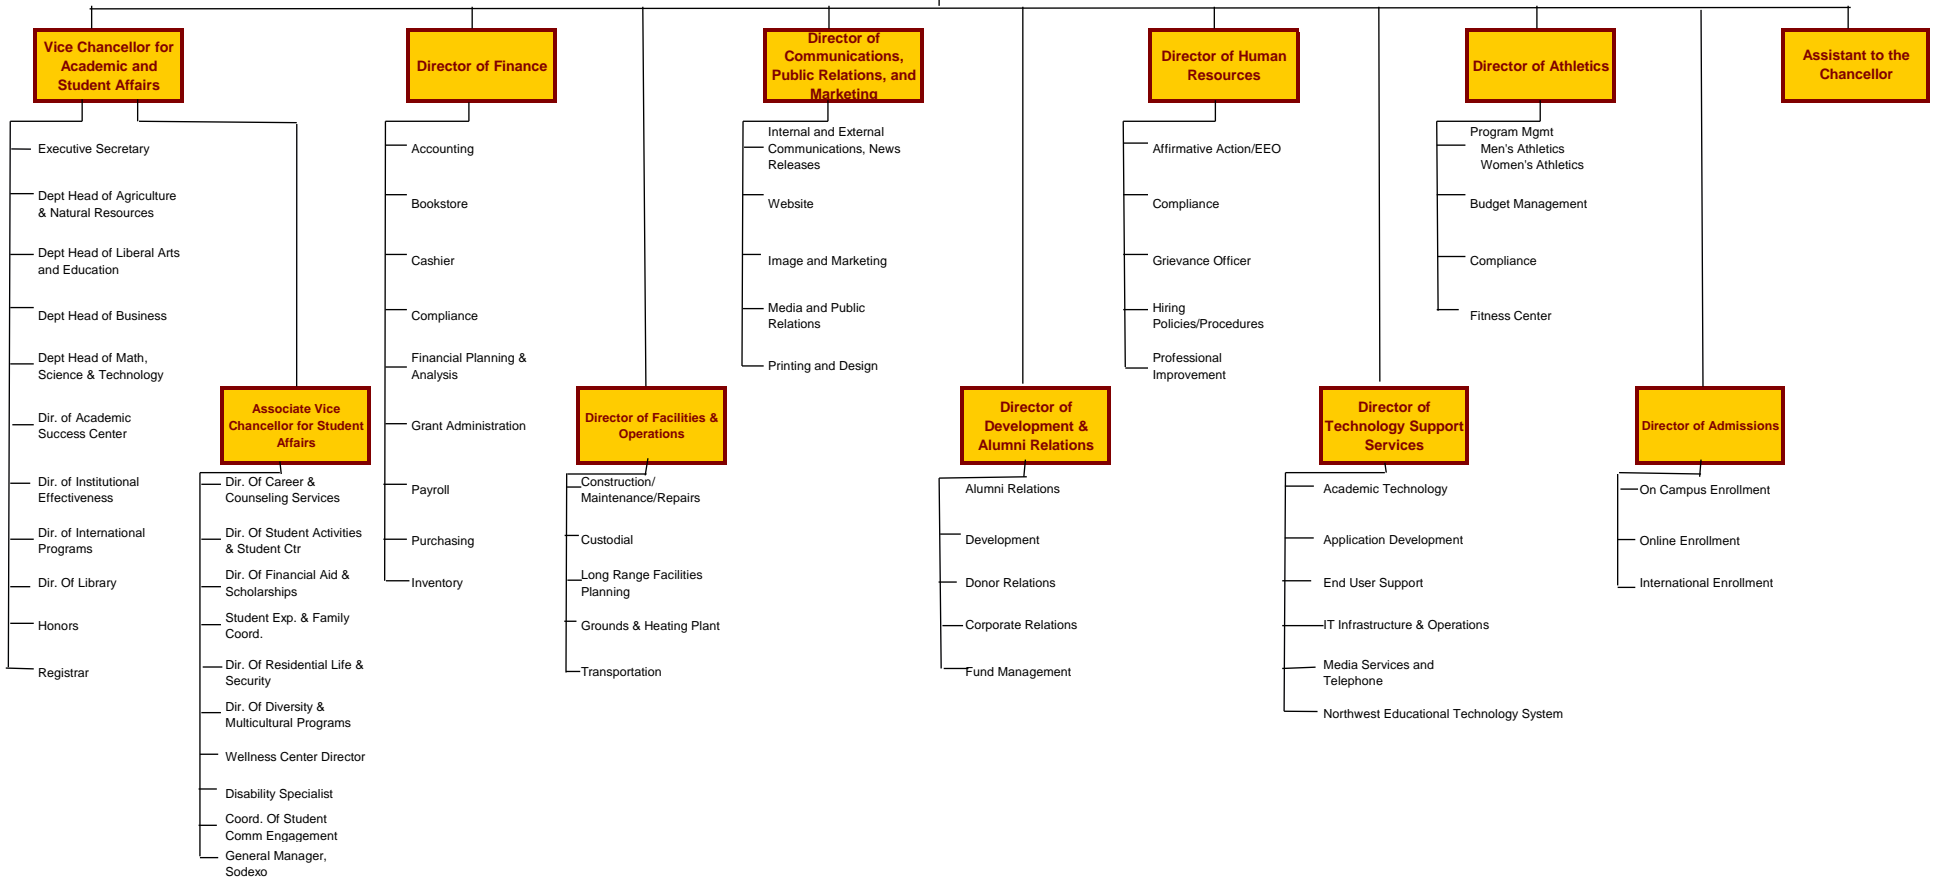 Vice Chancellor for
Academic and
Student Affairs
Executive Secretary
Dept Head of Agriculture
& Natural Resources
Dept Head of Liberal Arts
and Education
Dept Head of Business
Dept Head of Math,
Science & Technology
Dir. of Academic
Success Center
Dir. of Institutional
Effectiveness
Dir. of International
Programs
Dir. Of Library
Honors
Registrar
Associate Vice
Chancellor for Student
Affairs
Dir. Of Career &
Counseling Services
Dir. Of Student Activities
& Student Ctr
Dir. Of Financial Aid &
Scholarships
Student Exp. & Family
Coord.
Dir. Of Residential Life &
Security
Dir. Of Diversity &
Multicultural Programs
Wellness Center Director
Disability Specialist
Coord. Of Student
Comm Engagement
General Manager,
Sodexo
Director of Finance
Accounting
Bookstore
Cashier
Compliance
Financial Planning &
Analysis
Grant Administration
Payroll
Purchasing
Inventory
Director of Facilities &
Operations
Construction/
Maintenance/Repairs
Custodial
Long Range Facilities
Planning
Grounds & Heating Plant
Transportation
Director of
Communications,
Public Relations, and
Marketing
Internal and External
Communications, News
Releases
Website
Image and Marketing
Media and Public
Relations
Printing and Design
Director of
Development &
Alumni Relations
Alumni Relations
Development
Donor Relations
Corporate Relations
Fund Management
Director of Human
Resources
Affirmative Action/EEO
Compliance
Grievance Officer
Hiring
Policies/Procedures
Professional
Improvement
Director of
Technology Support
Services
Academic Technology
Application Development
End User Support
IT Infrastructure & Operations
Media Services and
Telephone
Northwest Educational Technology System
Director of Athletics
Program Mgmt
Men's Athletics
Women's Athletics
Budget Management
Compliance
Fitness Center
Director of Admissions
On Campus Enrollment
Online Enrollment
International Enrollment
Assistant to the
Chancellor